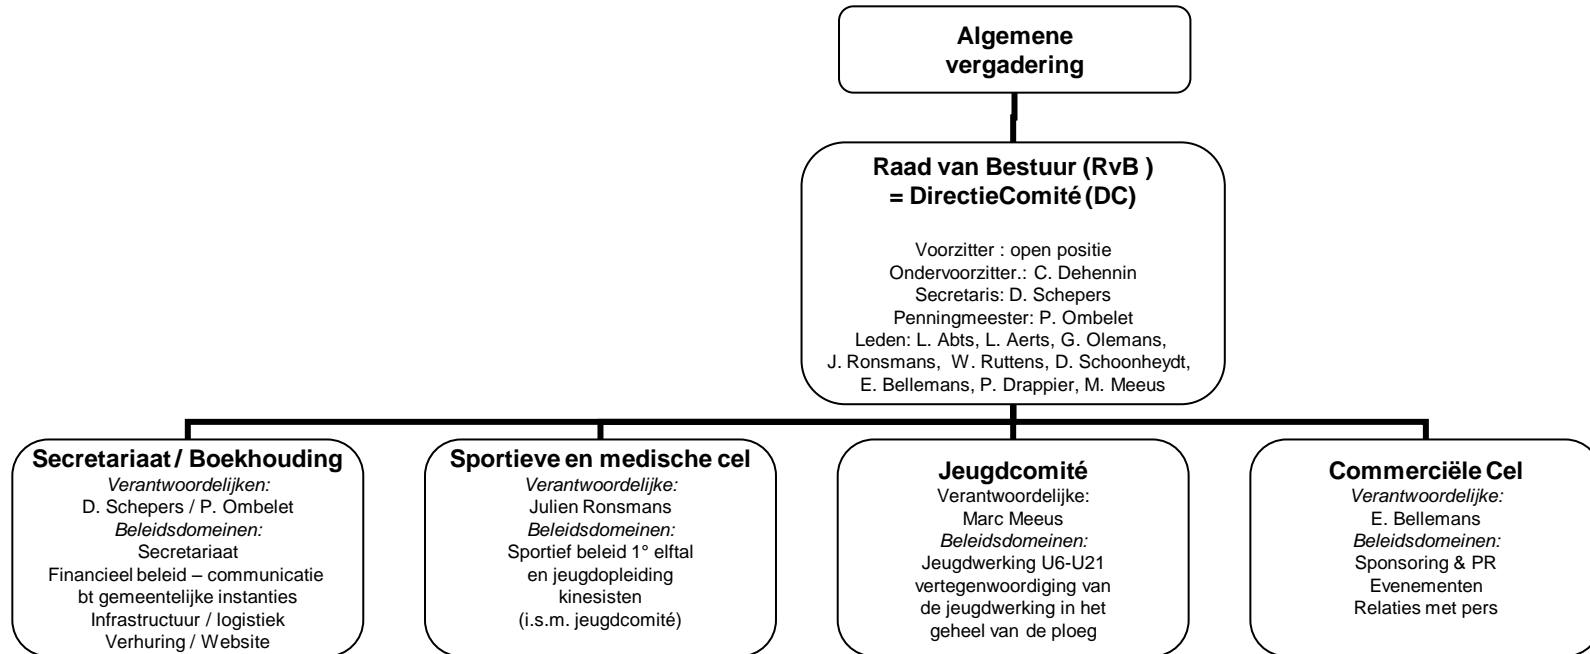 Algemene
vergadering
Raad van Bestuur (RvB )
= DirectieComité (DC)
Voorzitter : open positie
Ondervoorzitter.: C. Dehennin
Secretaris: D. Schepers
Penningmeester: P. Ombelet
Leden: L. Abts, L. Aerts, G. Olemans,
J. Ronsmans, W. Ruttens, D. Schoonheydt,
E. Bellemans, P. Drappier, M. Meeus
Secretariaat / Boekhouding
Verantwoordelijken:
D. Schepers / P. Ombelet
Beleidsdomeinen:
Secretariaat
Financieel beleid – communicatie
bt gemeentelijke instanties
Infrastructuur / logistiek
Verhuring / Website
Sportieve en medische cel
Verantwoordelijke:
Julien Ronsmans
Beleidsdomeinen:
Sportief beleid 1° elftal
en jeugdopleiding
kinesisten
(i.s.m. jeugdcomité)
Jeugdcomité
Verantwoordelijke:
Marc Meeus
Beleidsdomeinen:
Jeugdwerking U6-U21
vertegenwoordiging van
de jeugdwerking in het
geheel van de ploeg
Commerciële Cel
Verantwoordelijke:
E. Bellemans
Beleidsdomeinen:
Sponsoring & PR
Evenementen
Relaties met pers